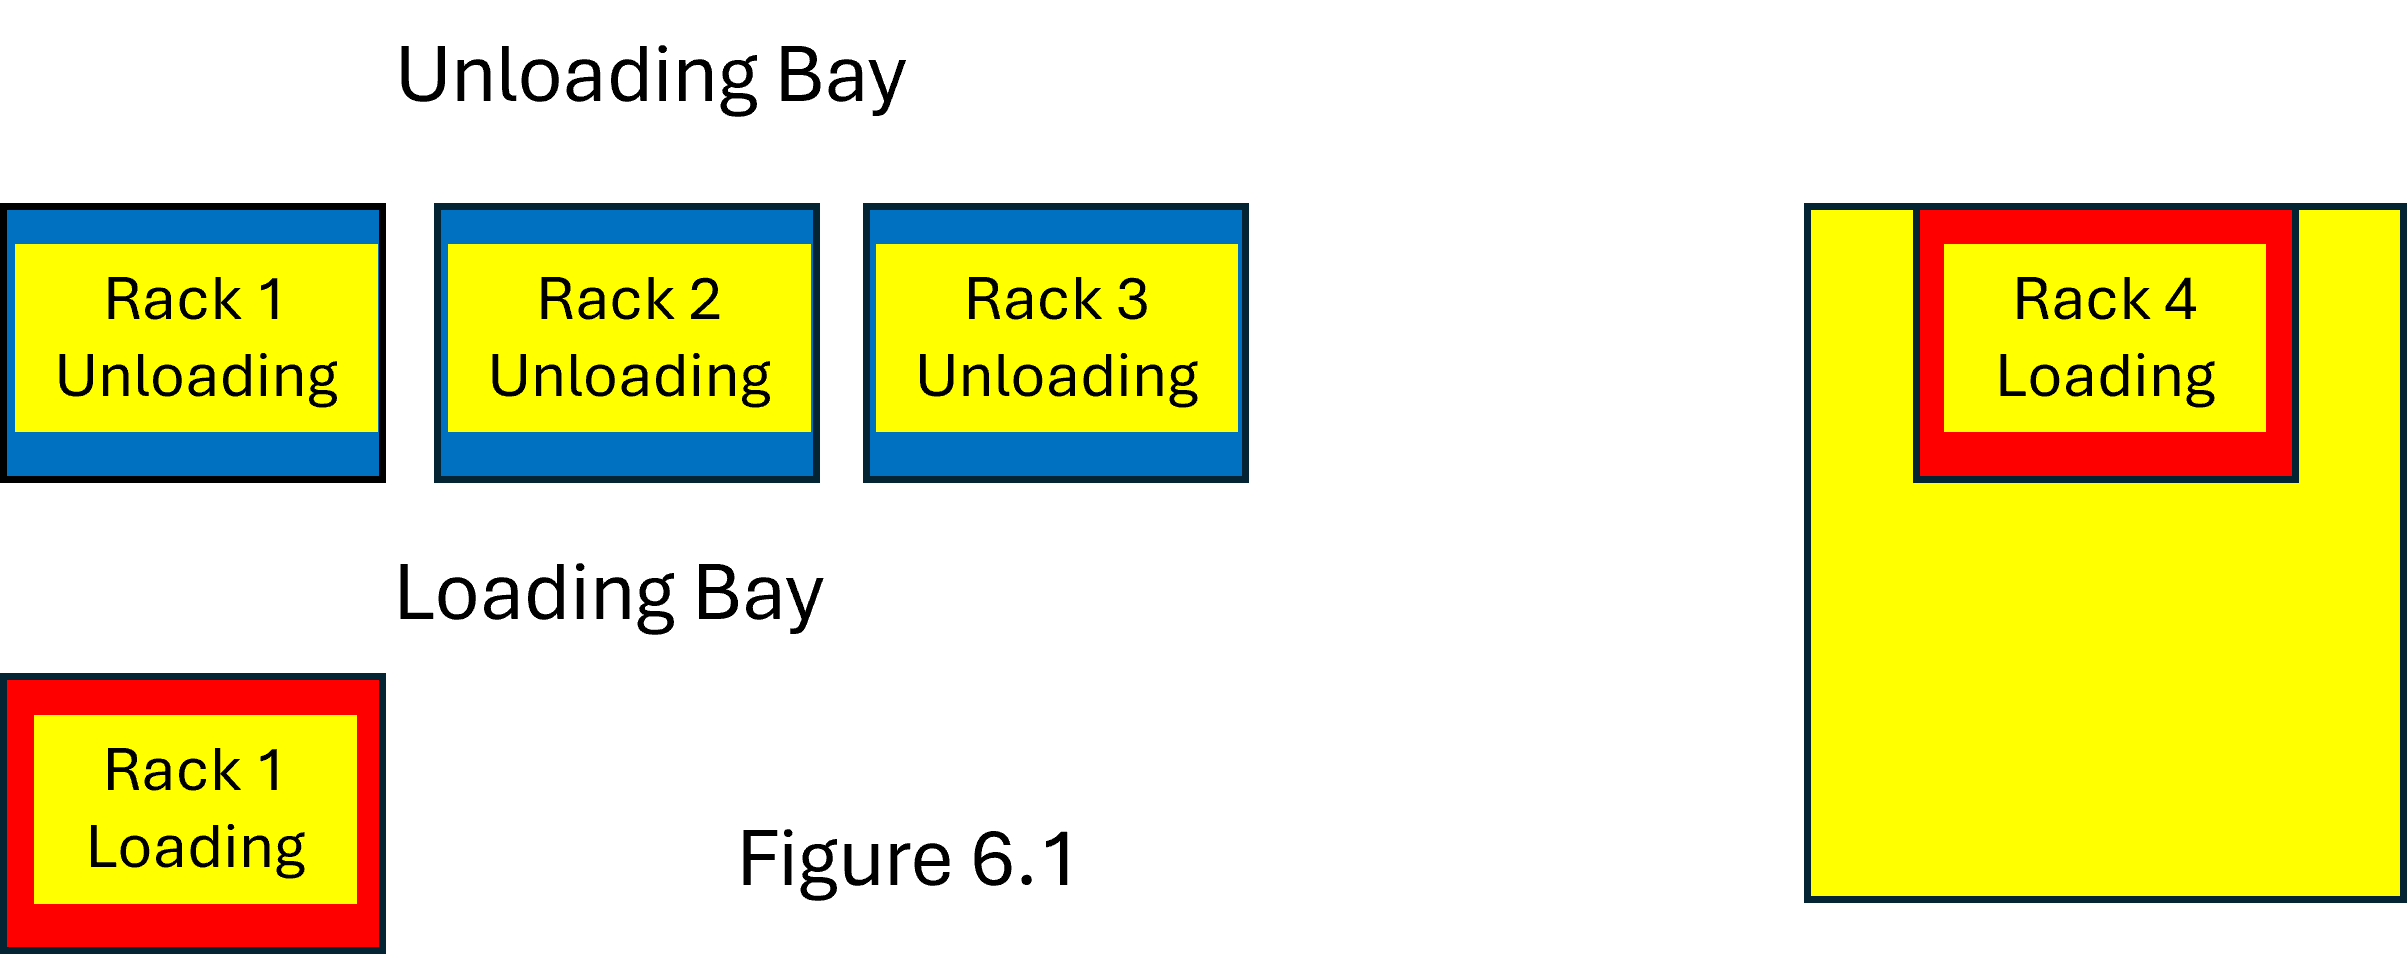 Unloading Bay
Rack 1
Unloading
Rack 2
Unloading
Rack 3
Unloading
Rack 4
Loading
Loading Bay
Rack 1
Loading
Figure 6.1